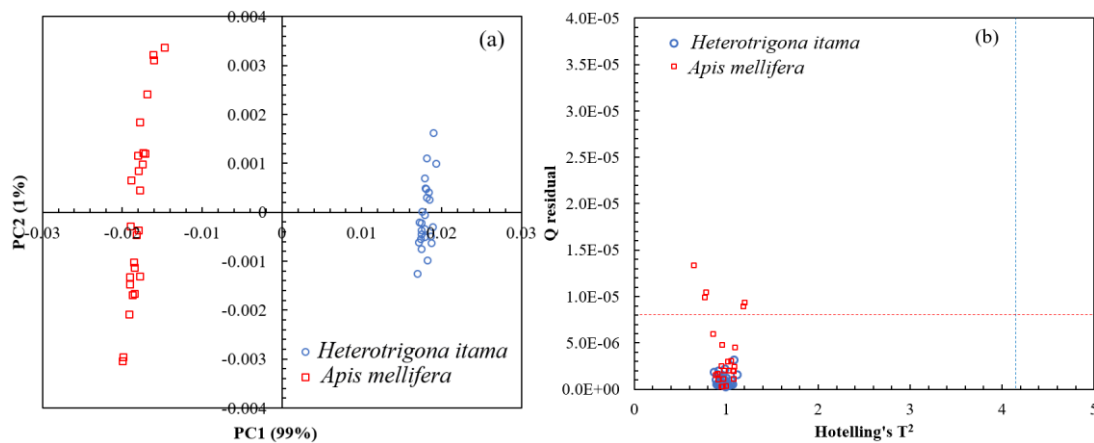 (a)
0.004
0.003
0.002
0.001
0
-0.03
-0.02
-0.01
0
0.01
0.02
0.03
-0.001
-0.002
-0.003
-0.004
PC2 (1%)
PC1 (99%)
Heterotrigona itama
Apis mellifera
(b)
Heterotrigona itama
Apis mellifera
4.0E-05
3.5E-05
3.0E-05
2.5E-05
2.0E-05
1.5E-05
1.0E-05
5.0E-06
0.0E+00
0 1 2 3 4 5
Q residual
Hotelling's T²